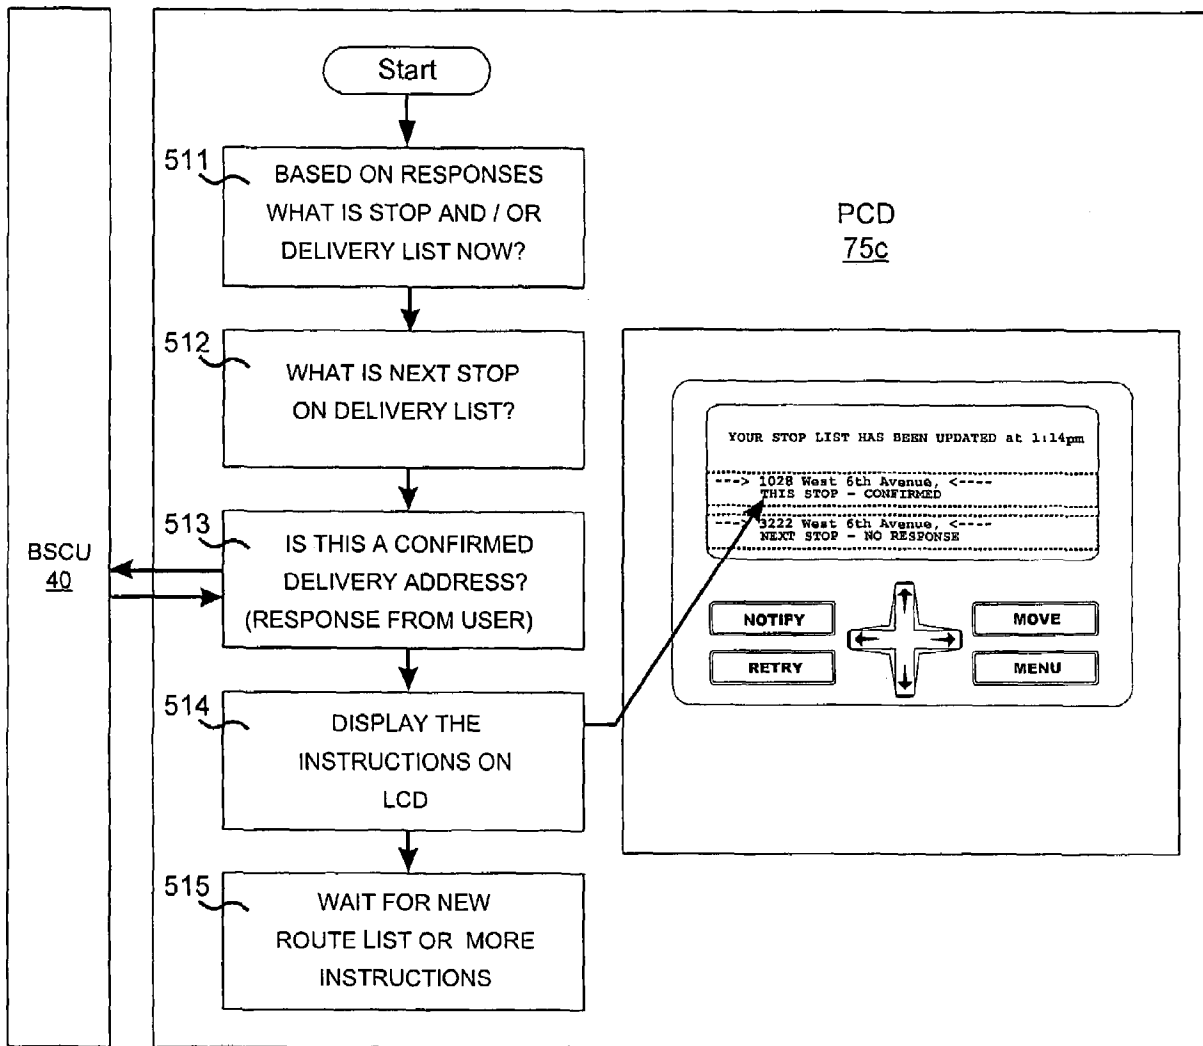 Start
511
BASED ON RESPONSES
WHAT IS STOP AND / OR
DELIVERY LIST NOW?
512
WHAT IS NEXT STOP
ON DELIVERY LIST?
513
IS THIS A CONFIRMED
DELIVERY ADDRESS?
(RESPONSE FROM USER)
BSCU
40
514
DISPLAY THE
INSTRUCTIONS ON
LCD
515
WAIT FOR NEW
ROUTE LIST OR MORE
INSTRUCTIONS
PCD
75c
YOUR STOP LIST HAS BEEN UPDATED at 1:14pm
---> 1028 West 6th Avenue, <----
THIS STOP - CONFIRMED
---> 3222 West 6th Avenue, <----
NEXT STOP - NO RESPONSE
NOTIFY
MOVE
RETRY
MENU